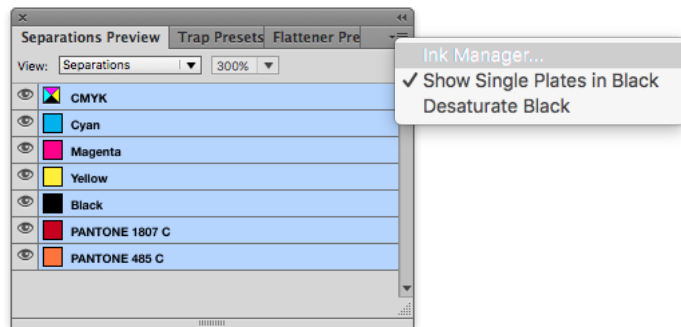 Separations Preview Trap Presets Flattener Pre
View: Separations 300%
CMYK
Cyan
Magenta
Yellow
Black
PANTONE 1807 C
PANTONE 485 C
Ink Manager...
Show Single Plates in Black
Desaturate Black